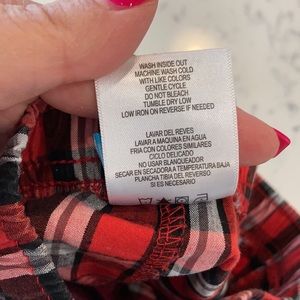 WASH INSIDE OUT
MACHINE WASH COLD
WITH LIKE COLORS
GENTLE CYCLE
DO NOT BLEACH
TUMBLE DRY LOW
LOW IRON ON REVERSE IF NEEDED
LAVAR DEL REVES
LAVAR A MAQUINA EN AGUA
FRIA CON COLORES SIMILARES
CICLO DELICADO
NO USAR BLANQUEADOR
SECAR EN SECADORA A TEMPERATURA BAJA
PLANCHA TIBIA DEL REVERSO
SI ES NECESARIO